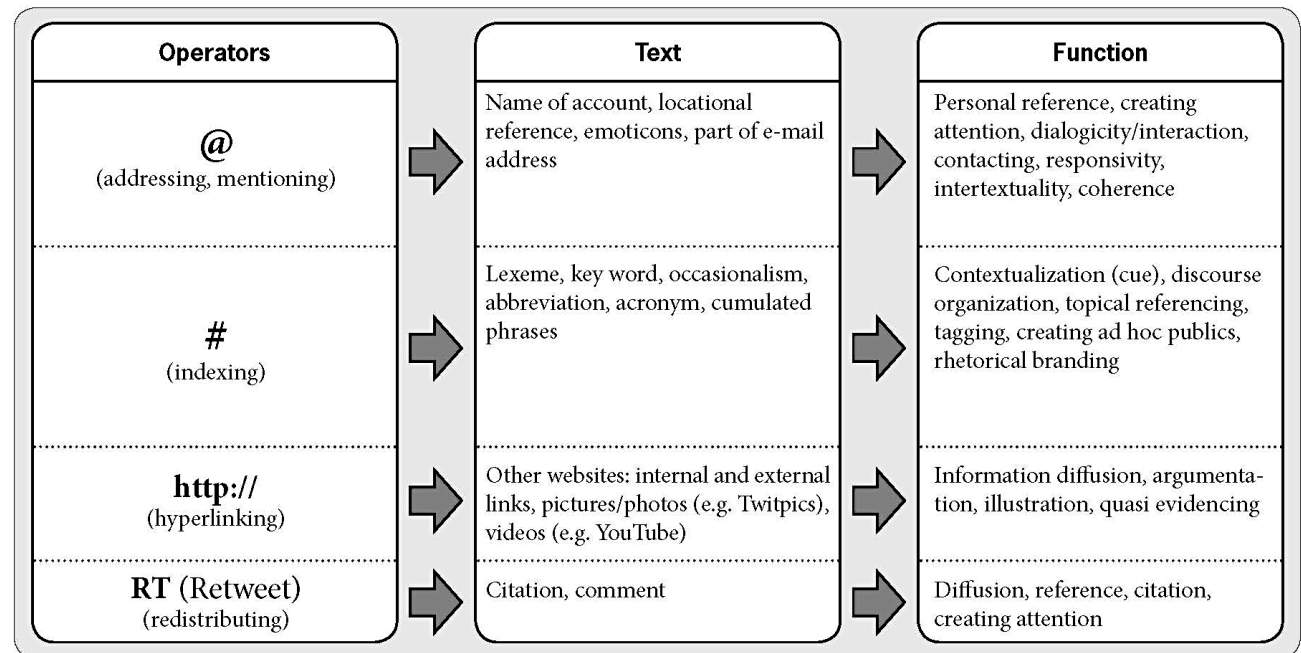 Operators
Text
Function
@
(addressing, mentioning)
Name of account, locational
reference, emoticons, part of e-mail
address
Personal reference, creating
attention, dialogicity/interaction,
contacting, responsivity,
intertextuality, coherence
#
(indexing)
Lexeme, key word, occasionalism,
abbreviation, acronym, cumulated
phrases
Contextualization (cue), discourse
organization, topical referencing,
tagging, creating ad hoc publics,
rhetorical branding
http://
(hyperlinking)
Other websites: internal and external
links, pictures/photos (e.g. Twitpics),
videos (e.g. YouTube)
Information diffusion, argumenta-
tion, illustration, quasi evidencing
RT (Retweet)
(redistributing)
Citation, comment
Diffusion, reference, citation,
creating attention